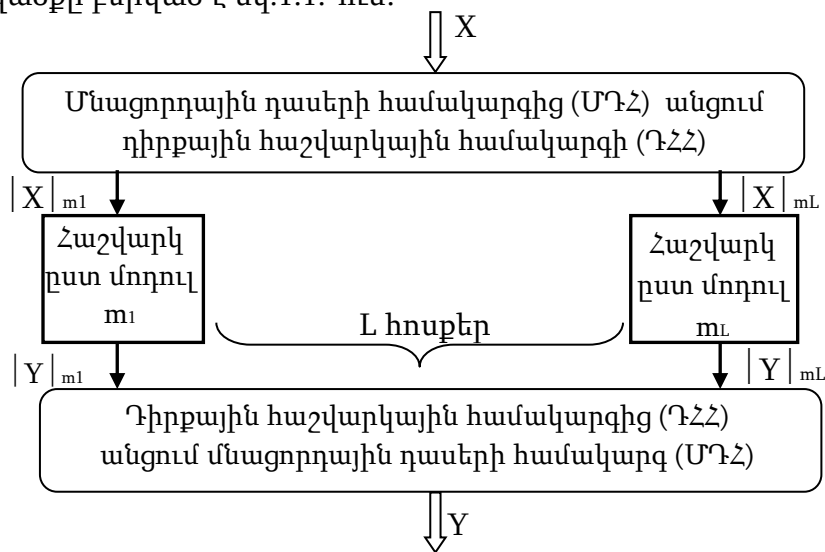 X
Մնացորդային դասերի համակարգից (ՄԴՀ) անցում
դիրքային հաշվարկային համակարգի (ԴՀՀ)
|X| m1
|X| mL
Հաշվարկ
ըստ մոդուլ
m1
Հաշվարկ
ըստ մոդուլ
mL
L հոսքեր
|Y| m1
|Y| mL
Դիրքային հաշվարկային համակարգից (ԴՀՀ)
անցում մնացորդային դասերի համակարգ (ՄԴՀ)
Y